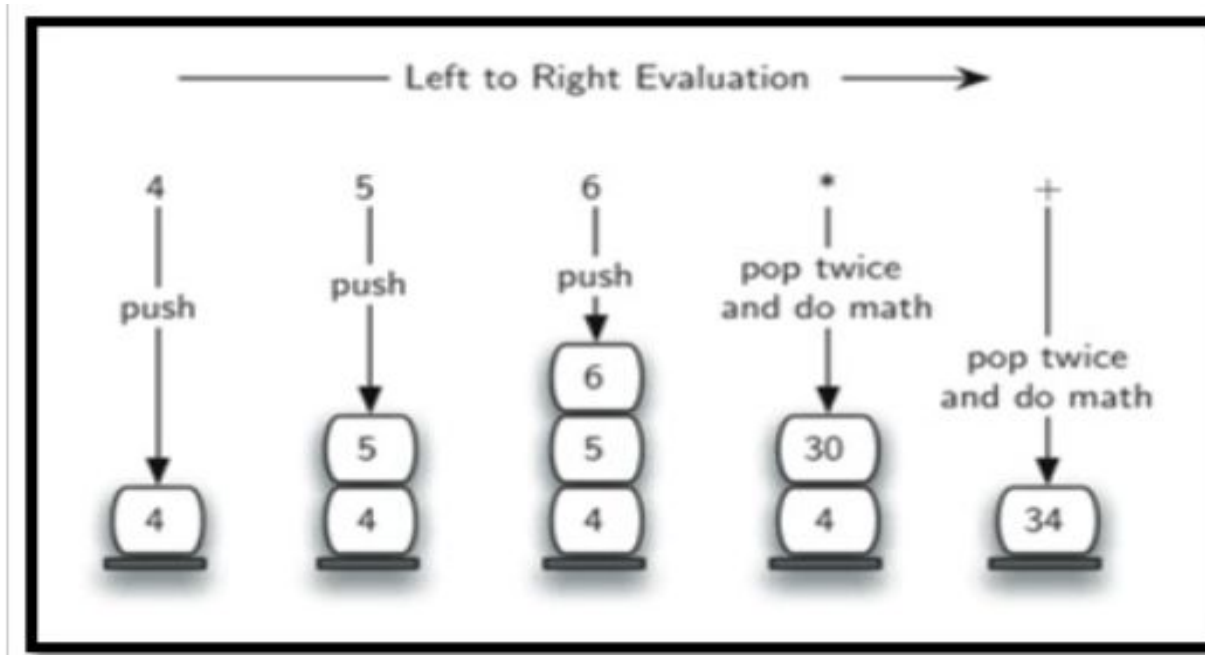 Left to Right Evaluation
4 5 6 * +
push
push
push
pop twice
and do math
pop twice
and do math
4
5
4
6
5
4
30
4
34